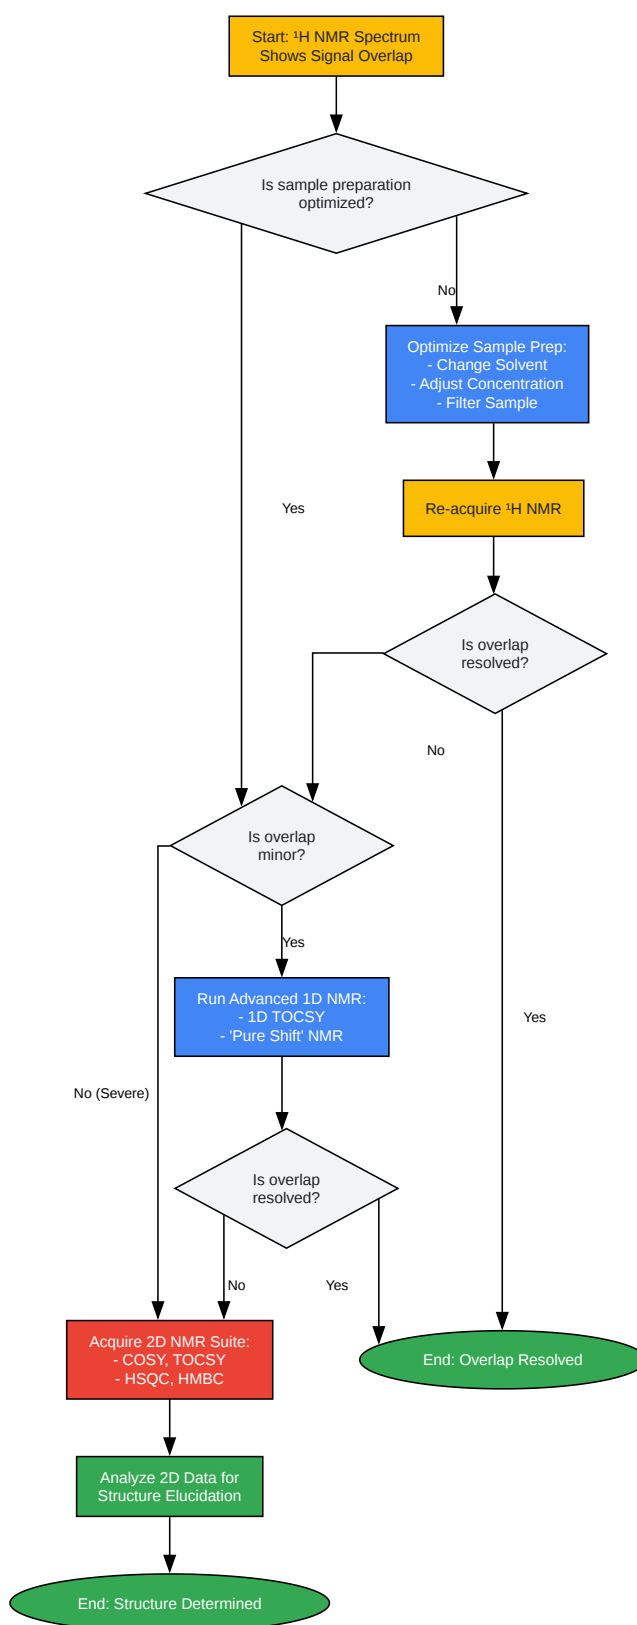 Start: ¹H NMR Spectrum
Shows Signal Overlap
Is sample preparation
optimized?
No
Optimize Sample Prep:
- Change Solvent
- Adjust Concentration
- Filter Sample
Yes
Re-acquire ¹H NMR
Is overlap
resolved?
No
Is overlap
minor?
Yes
Run Advanced 1D NMR:
- 1D TOCSY
- 'Pure Shift' NMR
Yes
No (Severe)
Is overlap
resolved?
No
Yes
Acquire 2D NMR Suite:
- COSY, TOCSY
- HSQC, HMBC
End: Overlap Resolved
Analyze 2D Data for
Structure Elucidation
End: Structure Determined